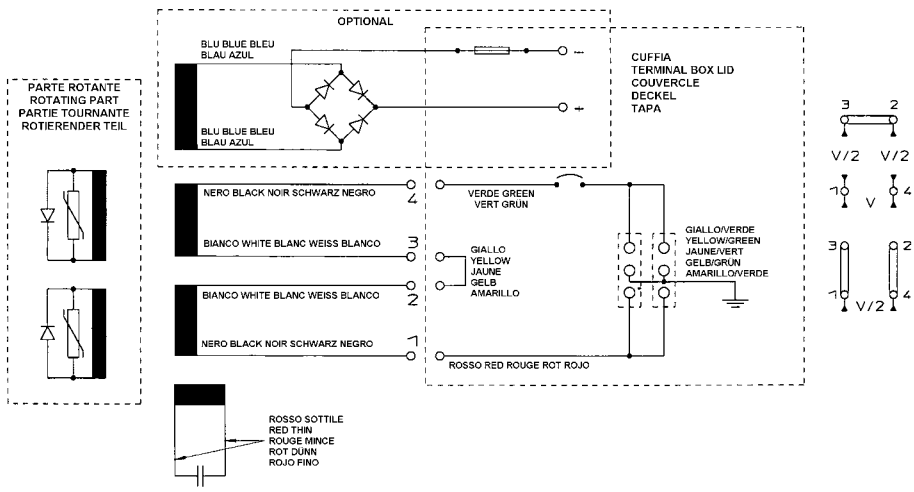 OPTIONAL
BLU BLUE BLEU
BLAU AZUL
BLU BLUE BLEU
BLAU AZUL
-
+
CUFFIA
TERMINAL BOX LID
COUVERCLE
DECKEL
TAPA
PARTE ROTANTE
ROTATING PART
PARTIE TOURNANTE
ROTIERENDER TEIL
NERO BLACK NOIR SCHWARZ NEGRO
4
VERDE GREEN
VERT GRÜN
BIANCO WHITE BLANC WEISS BLANCO
3
GIALLO
YELLOW
JAUNE
GELB
AMARILLO
BIANCO WHITE BLANC WEISS BLANCO
2
NERO BLACK NOIR SCHWARZ NEGRO
1
ROSSO RED ROUGE ROT ROJO
GIALLO/VERDE
YELLOW/GREEN
JAUNE/VERT
GELB/GRÜN
AMARILLO/VERDE
ROSSO SOTTILE
RED THIN
ROUGE MINCE
ROT DÜNN
ROJO FINO
3 2
V/2 V/2
1 V 4
3 2
1 V/2 4